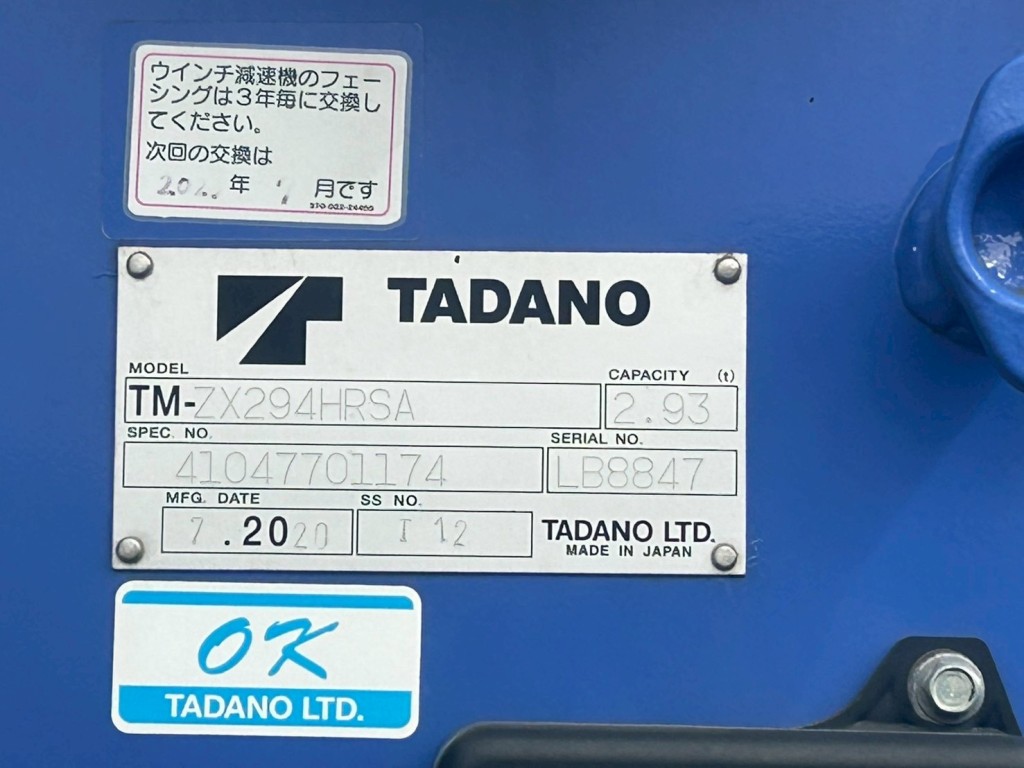 ウインチ減速機のフェー
シングは3年毎に交換し
てください。
次回の交換は
年 7 月です
TADANO
MODEL
TM-ZX294HRSA
CAPACITY (t)
2.93
SPEC. NO.
41047701174
SERIAL NO.
LB8847
MFG. DATE
7 .2020
SS NO.
I 12
TADANO LTD.
MADE IN JAPAN
OK
TADANO LTD.